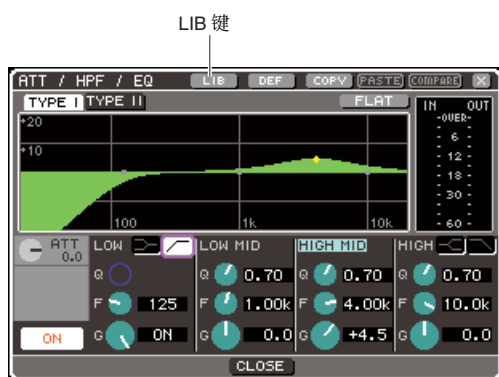 LIB 键
ATT / HPF / EQ LIB DEF COPY PASTE COMPARE X
TYPE I TYPE II FLAT
IN OUT
-OVER-
+20
+10
6
12
18
30
60
100 1k 10k
ATT 0.0 LOW LOW MID HIGH MID HIGH
Q Q 0.70 Q 0.70 Q 0.70
F 125 F 1.00k F 4.00k F 10.0k
ON G ON G 0.0 G +4.5 G 0.0
CLOSE